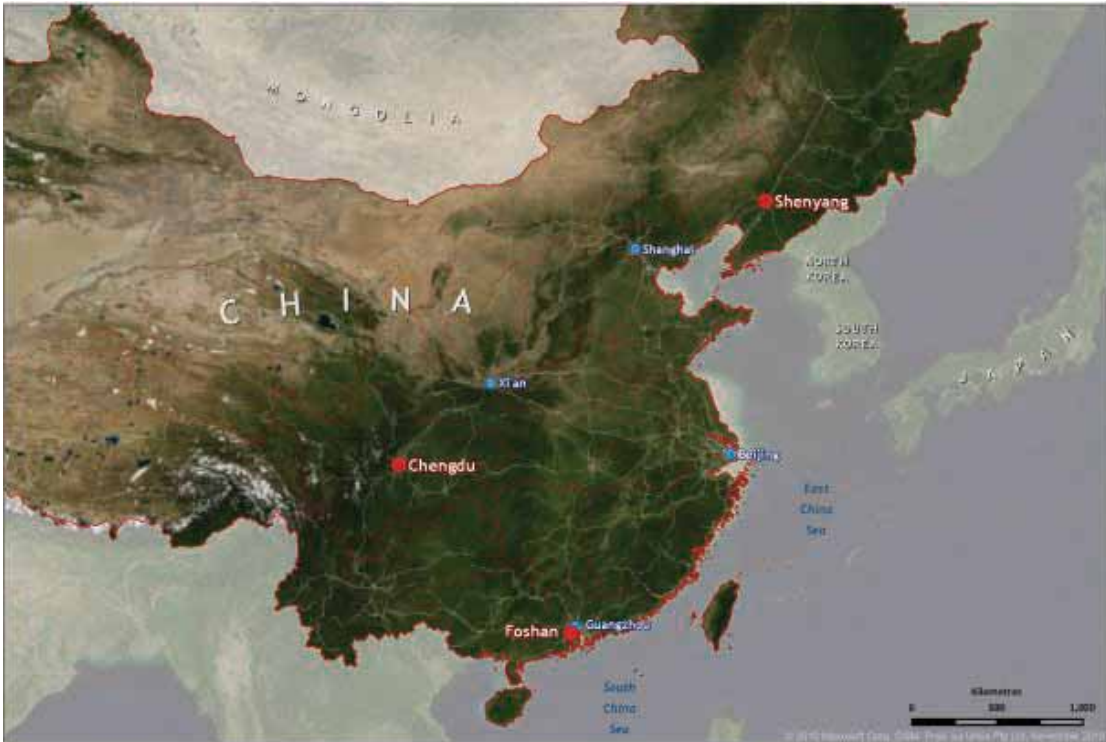 MONGOLIA
Shenyang
Shanghai
NORTH
KOREA
CHINA
SOUTH
KOREA
JAPAN
Xi'an
Beijing
Chengdu
East
China
Sea
Foshan
Guangzhou
South
China
Sea
Kilometres
0 500 1,000